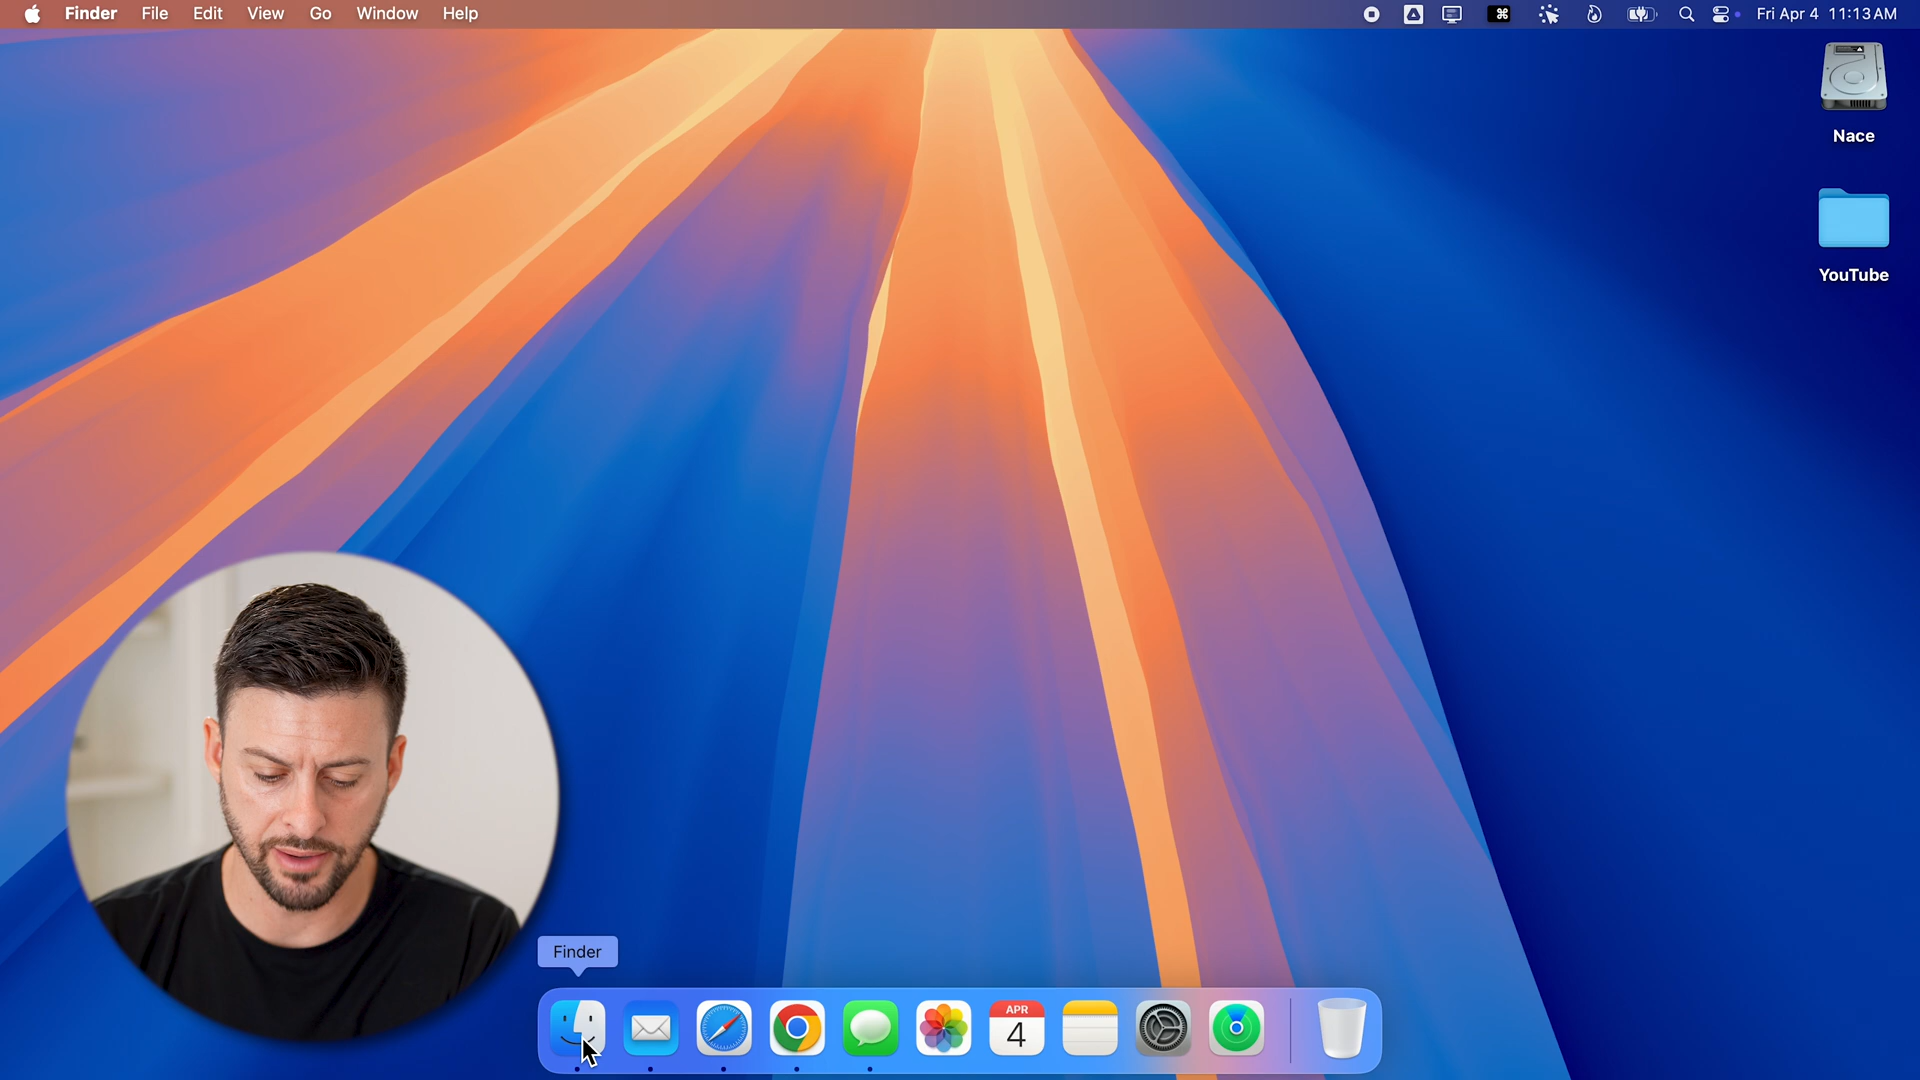 Finder File Edit View Go Window Help Fri Apr 4 11:13 AM
Nace
YouTube
Finder
APR
4